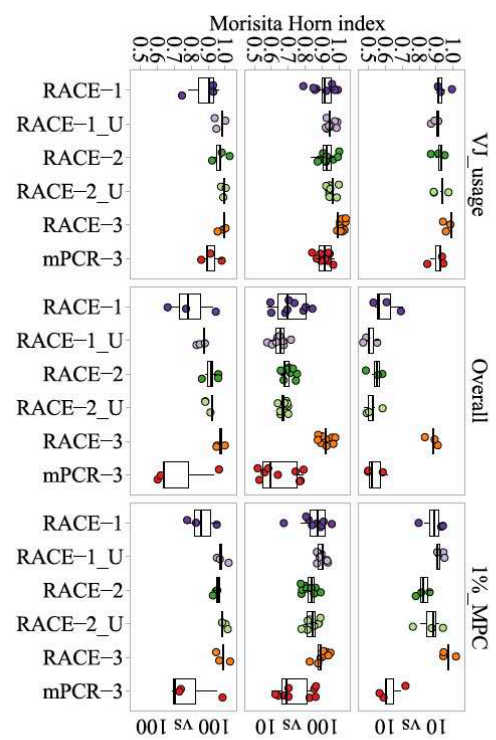 Morisita Horn index
0.5 0.6 0.7 0.8 0.9 1.0
0.5 0.6 0.7 0.8 0.9 1.0
0.5 0.6 0.7 0.8 0.9 1.0
RACE−1
RACE−1_U
RACE−2
RACE−2_U
RACE−3
mPCR−3
VJ_usage
RACE−1
RACE−1_U
RACE−2
RACE−2_U
RACE−3
mPCR−3
Overall
RACE−1
RACE−1_U
RACE−2
RACE−2_U
RACE−3
mPCR−3
1%_MPC
100 vs 100
100 vs 10
10 vs 10